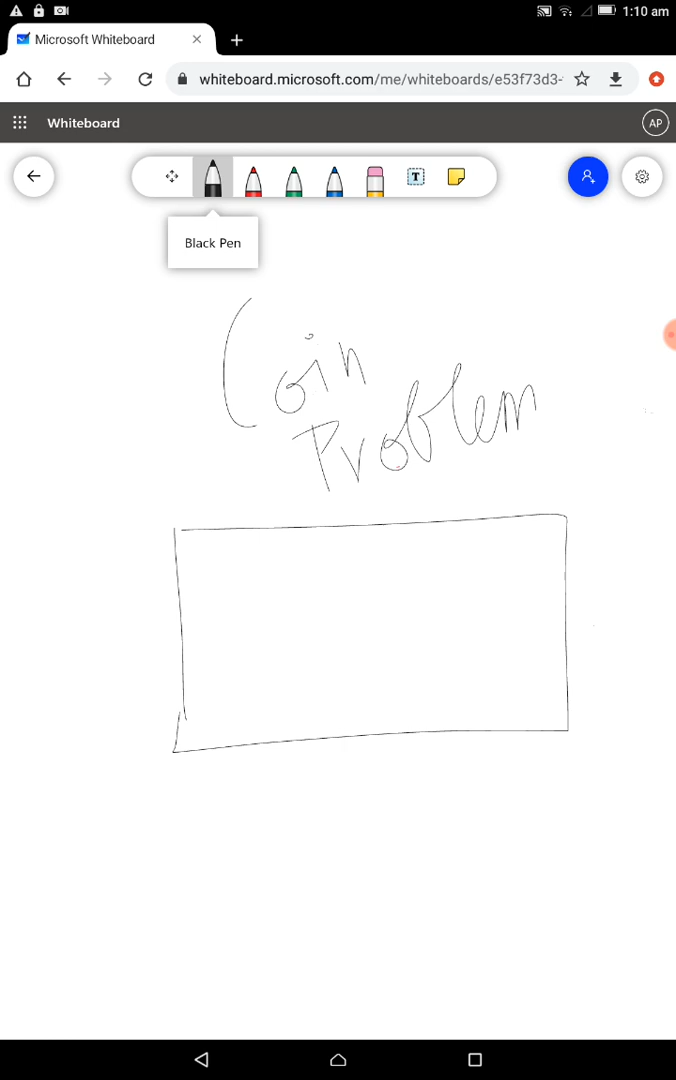 1:10 am
Microsoft Whiteboard
whiteboard.microsoft.com/me/whiteboards/e53f73d3-
Whiteboard
AP
T
Black Pen
Coin
Problem